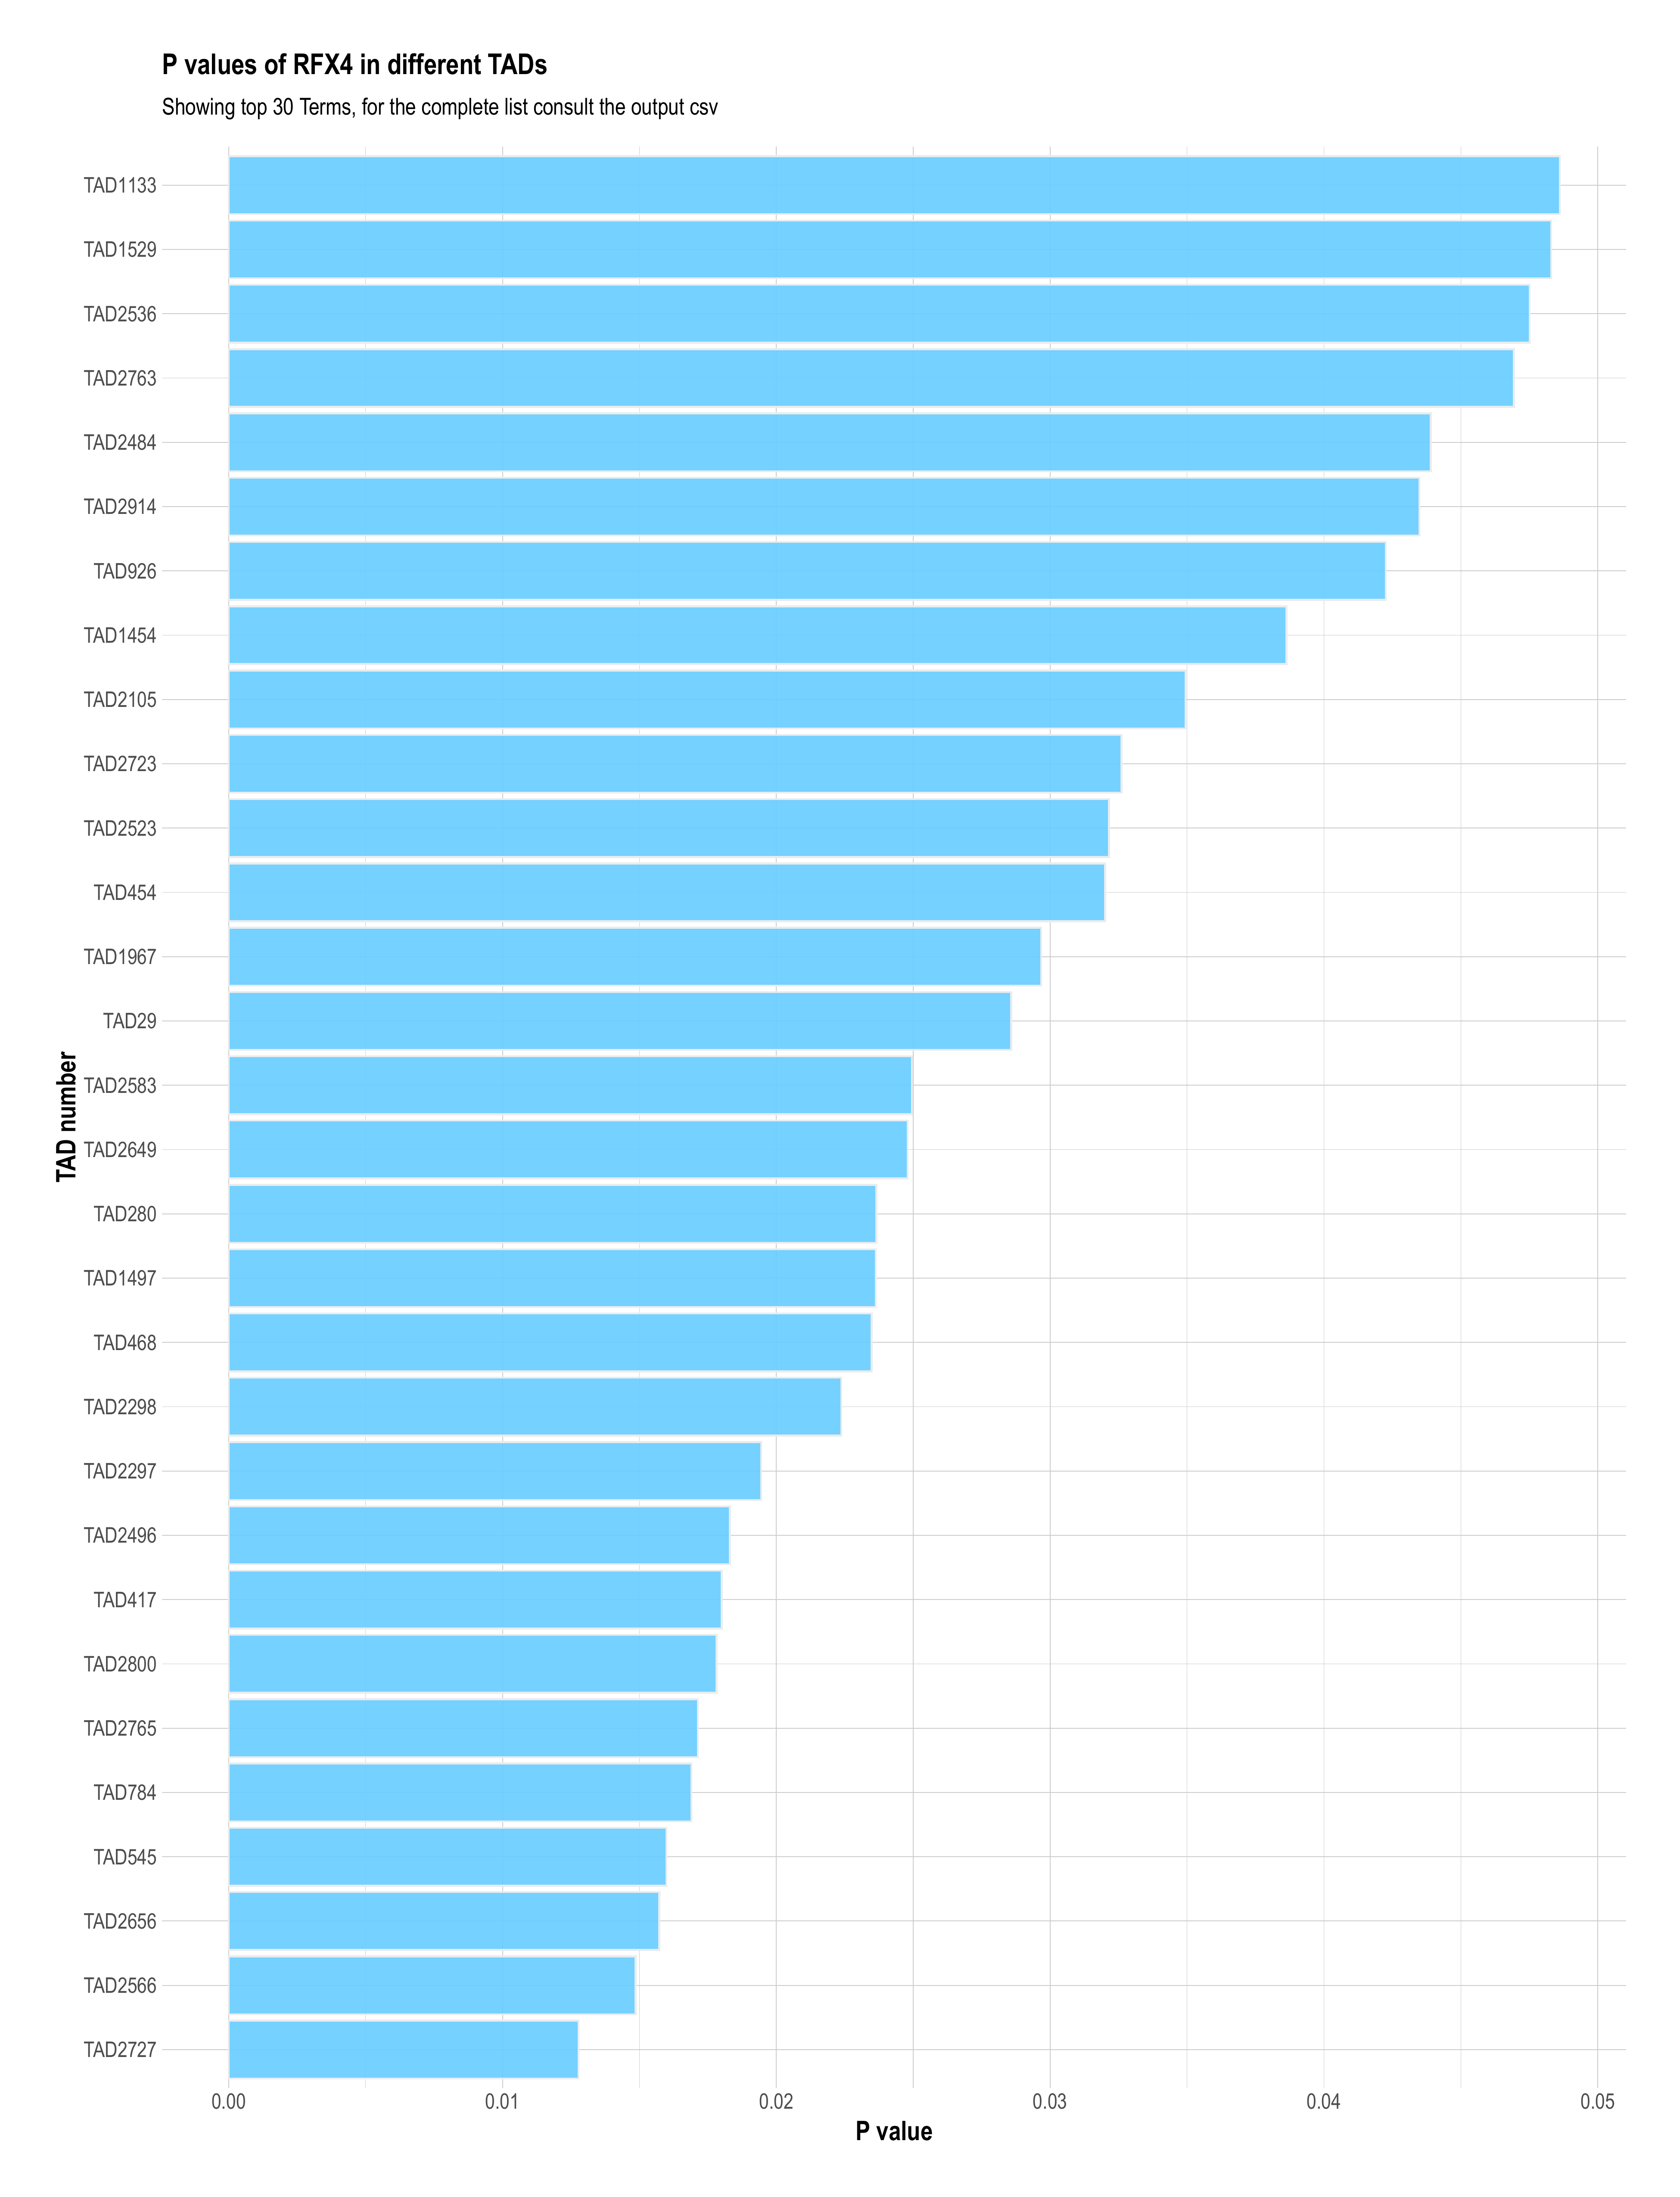 P values of RFX4 in different TADs
Showing top 30 Terms, for the complete list consult the output csv
TAD1133
TAD1529
TAD2536
TAD2763
TAD2484
TAD2914
TAD926
TAD1454
TAD2105
TAD2723
TAD2523
TAD454
TAD1967
TAD29
TAD2583
TAD2649
TAD280
TAD1497
TAD468
TAD2298
TAD2297
TAD2496
TAD417
TAD2800
TAD2765
TAD784
TAD545
TAD2656
TAD2566
TAD2727
TAD number
0.00 0.01 0.02 0.03 0.04 0.05
P value